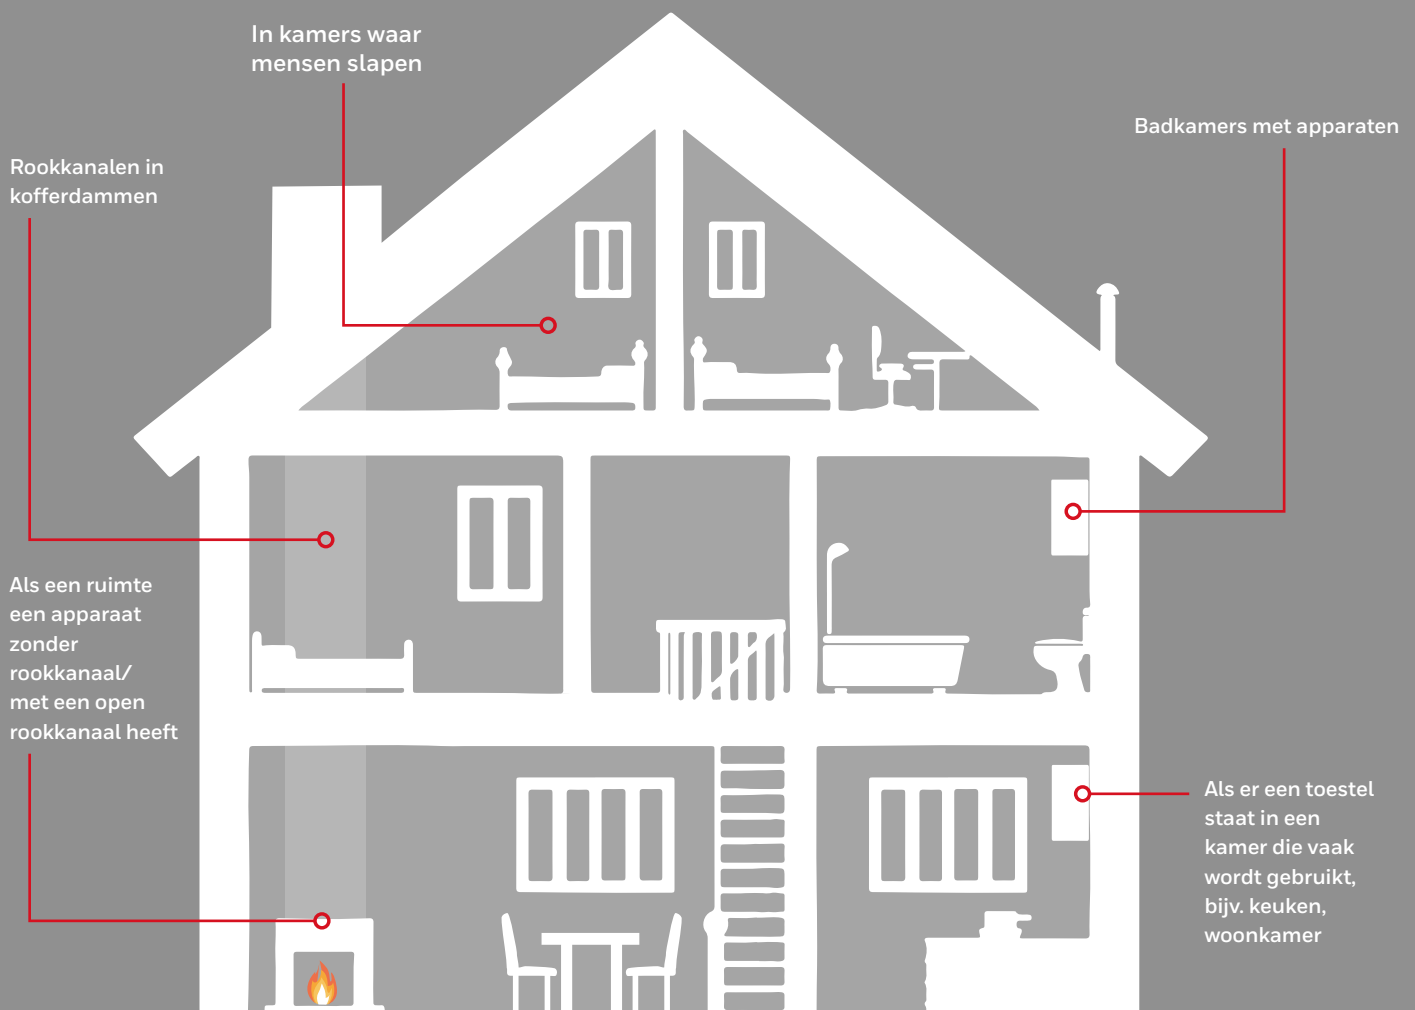 In kamers waar
mensen slapen
Badkamers met apparaten
Rookkanalen in
kofferdammen
Als een ruimte
een apparaat
zonder
rookkanaal/
met een open
rookkanaal heeft
Als er een toestel
staat in een
kamer die vaak
wordt gebruikt,
bijv. keuken,
woonkamer